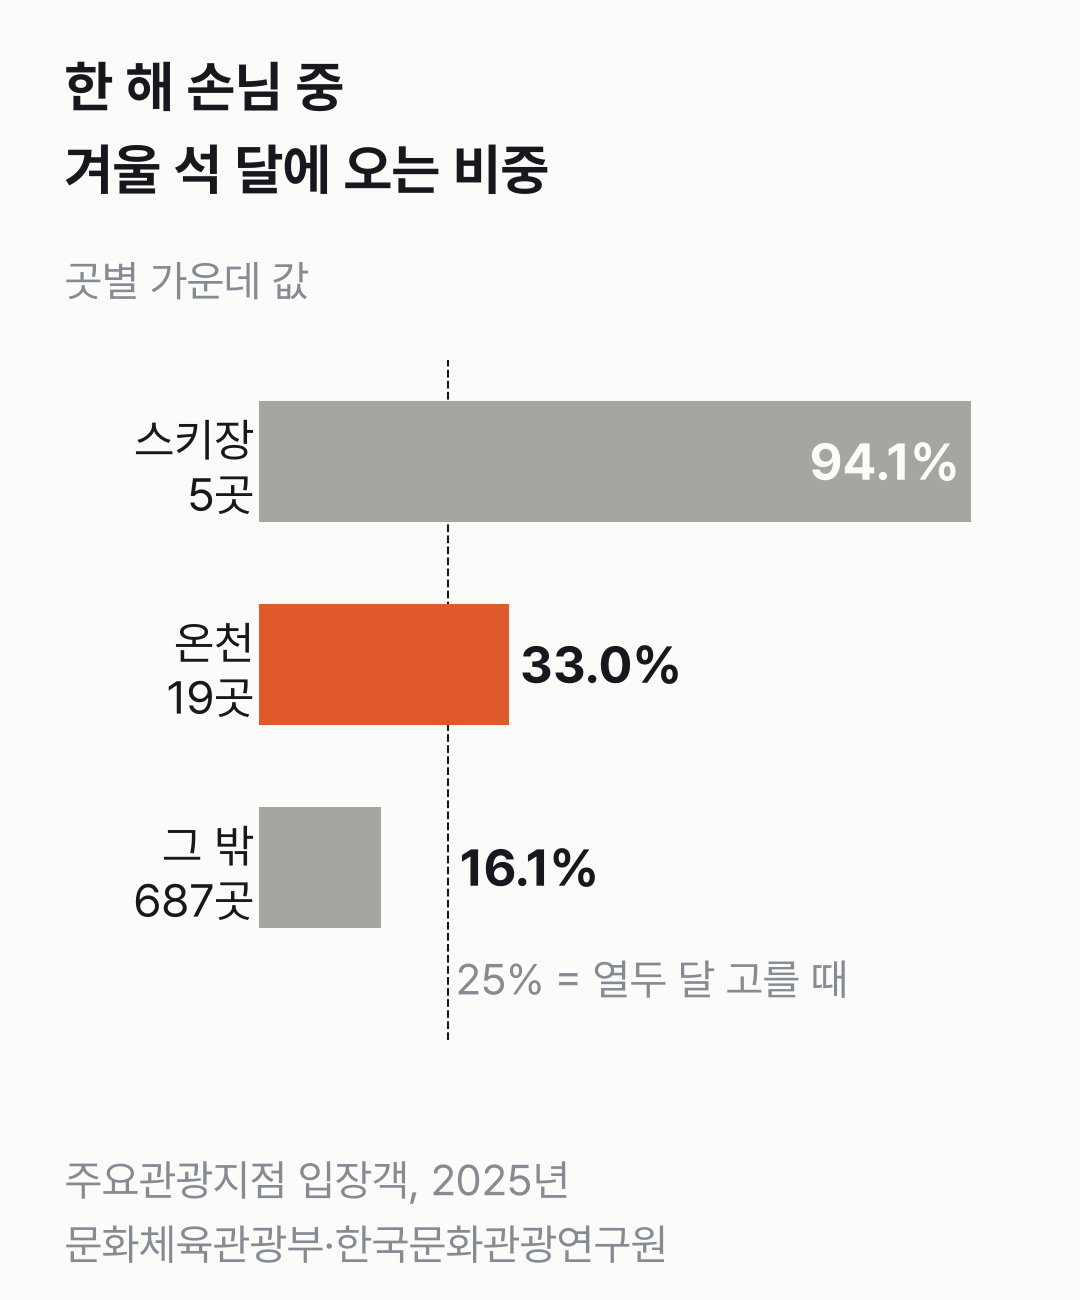 한 해 손님 중
겨울 석 달에 오는 비중
곳별 가운데 값
스키장
5곳
94.1%
온천
19곳
33.0%
그 밖
687곳
16.1%
25% = 열두 달 고를 때
주요관광지점 입장객, 2025년
문화체육관광부·한국문화관광연구원